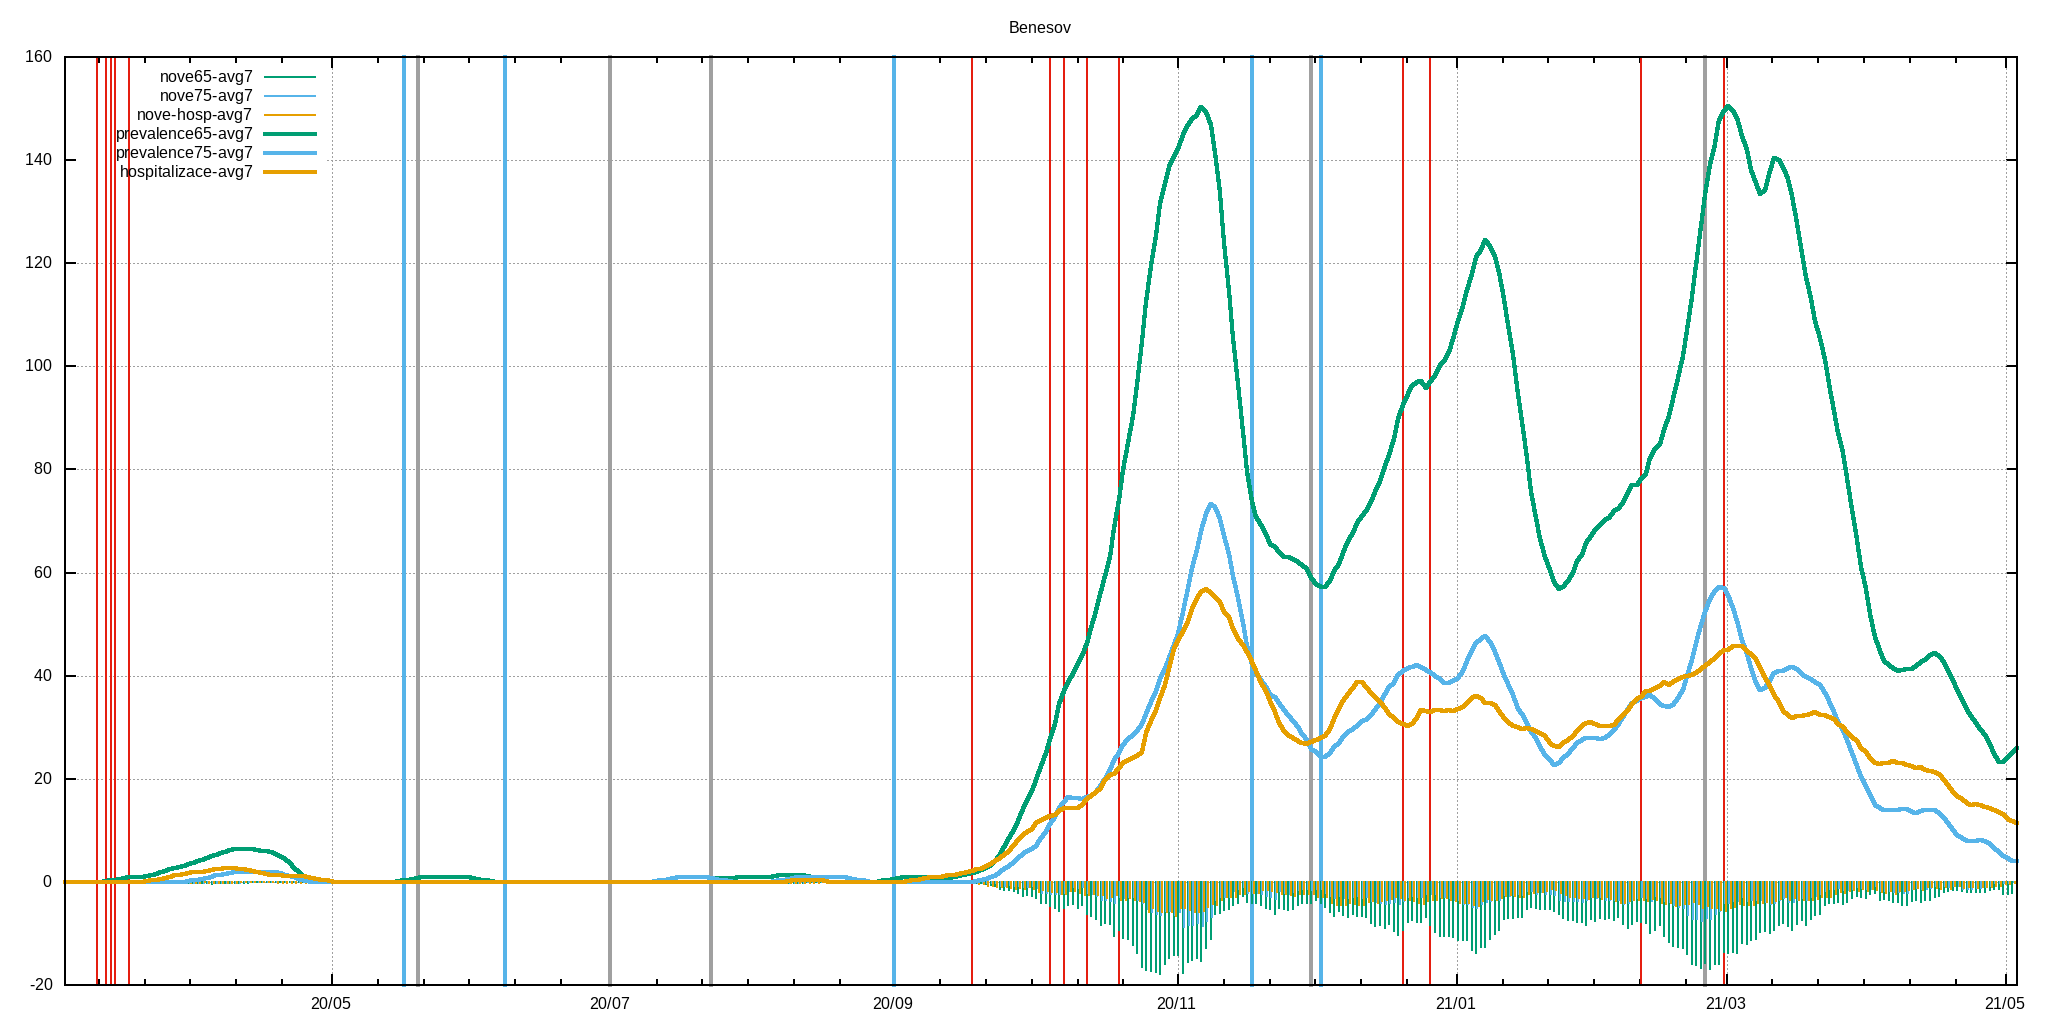 Benesov
160
140
120
100
80
60
40
20
0
-20
nove65-avg7
nove75-avg7
nove-hosp-avg7
prevalence65-avg7
prevalence75-avg7
hospitalizace-avg7
20/05
20/07
20/09
20/11
21/01
21/03
21/05